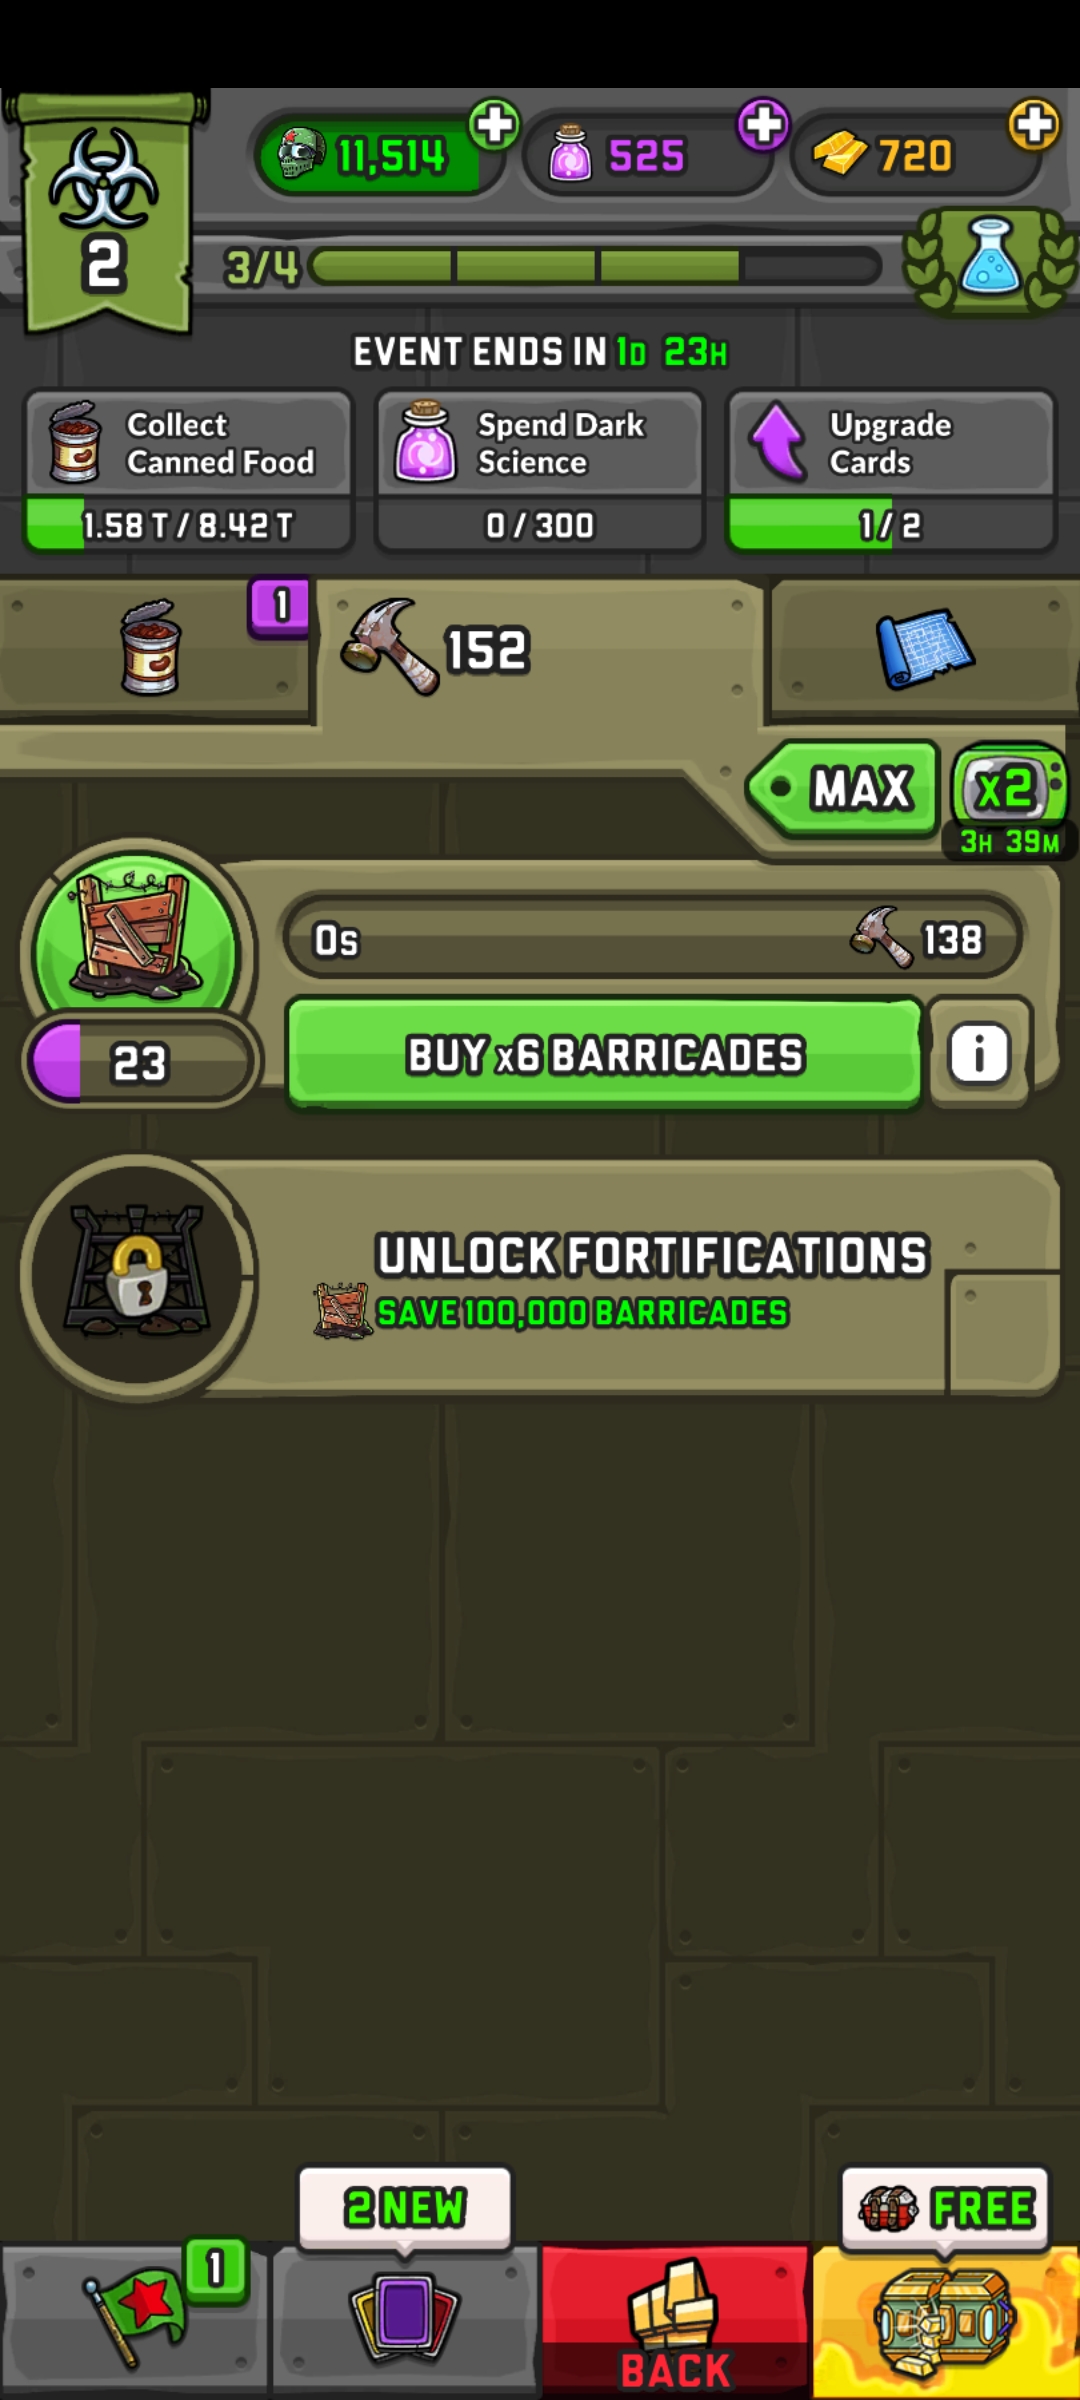 11,514
525
720
2
3/4
EVENT ENDS IN 1D 23H
Collect
Canned Food
1.58 T / 8.42 T
Spend Dark
Science
0 / 300
Upgrade
Cards
1 / 2
1
152
MAX
x2
3H 39M
0s
138
23
BUY x6 BARRICADES
i
UNLOCK FORTIFICATIONS
SAVE 100,000 BARRICADES
2 NEW
FREE
1
BACK